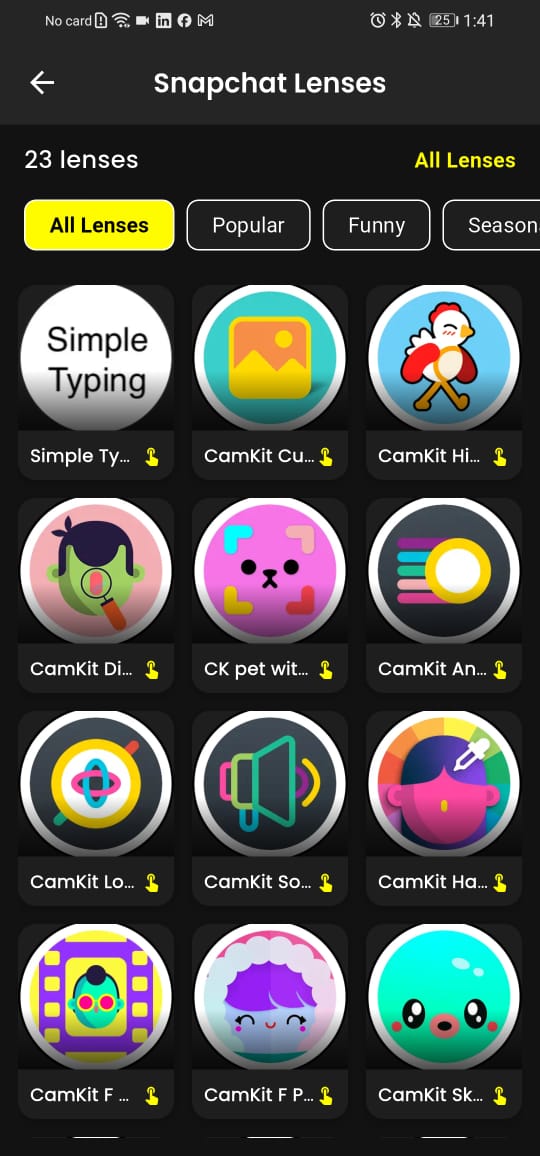 No card 25 1:41
Snapchat Lenses
23 lenses All Lenses
All Lenses Popular Funny Season
Simple
Typing
Simple Ty... CamKit Cu... CamKit Hi...
CamKit Di... CK pet wit... CamKit An...
CamKit Lo... CamKit So... CamKit Ha...
CamKit F ... CamKit F P... CamKit Sk...